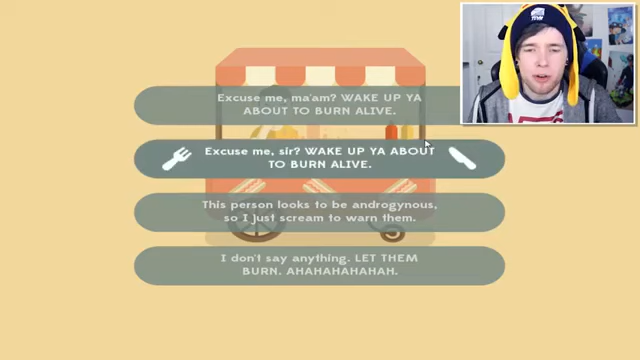 Excuse me, ma'am? WAKE UP YA
ABOUT TO BURN ALIVE.
Excuse me, sir? WAKE UP YA ABOUT
TO BURN ALIVE.
This person looks to be androgynous,
so I just scream to warn them.
I don't say anything. LET THEM
BURN. AHAHAHAHAHAH.